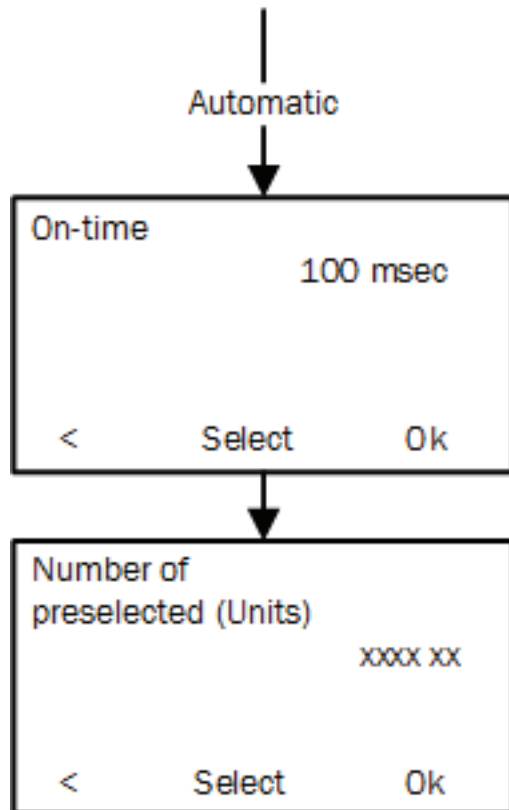 Automatic
On-time
100 msec
< Select Ok
Number of
preselected (Units)
xxxx xx
< Select Ok